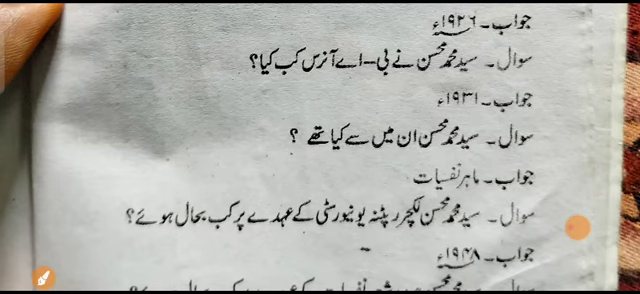 جواب۔ ۱۹۲۶ء
سوال۔ سید محمد محسن نے بی-اے آنرس کب کیا؟
جواب۔ ۱۹۳۱ء
سوال۔ سید محمد محسن ان میں سے کیا تھے ؟
جواب۔ ماہر نفسیات
سوال۔ سید محمد محسن لکچرر پٹنہ یونیورسٹی کے عہدے پر کب بحال ہوئے؟
جواب۔ ۱۹۴۸ء